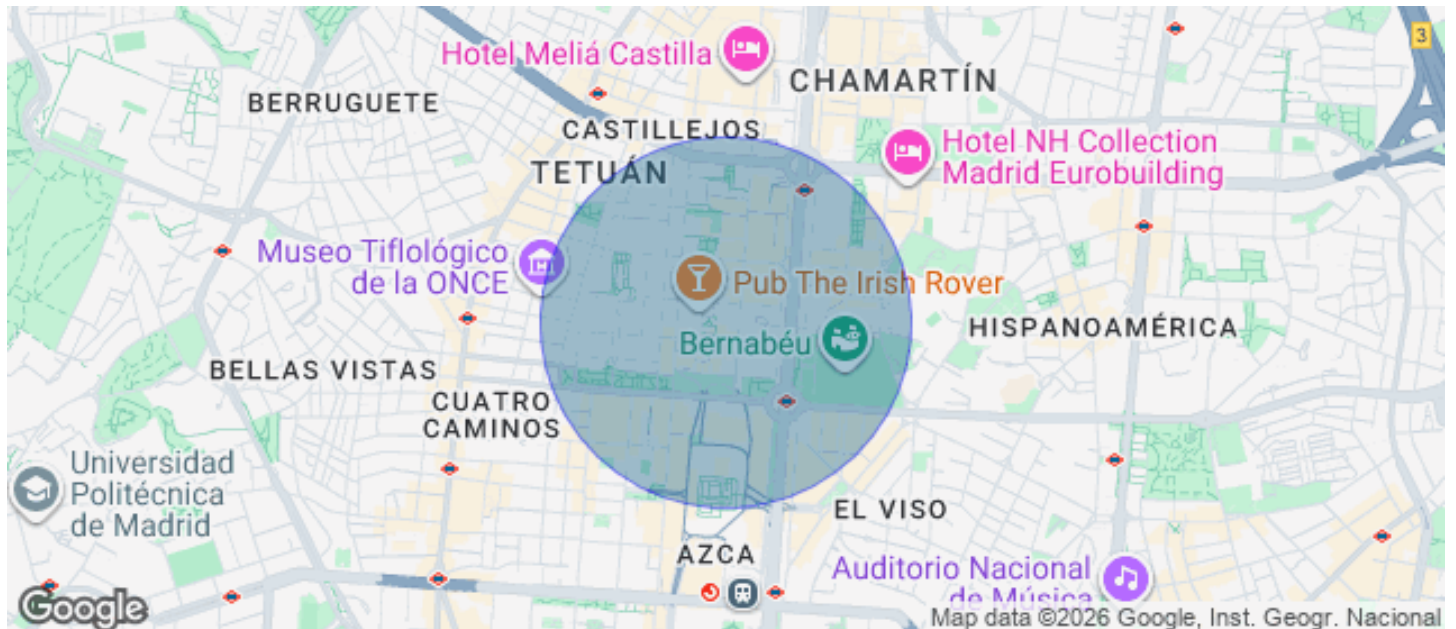 Hotel Meliá Castilla
3
CHAMARTÍN
BERRUGUETE
CASTILLEJOS
Hotel NH Collection
Madrid Eurobuilding
TETUÁN
Museo Tiflológico
de la ONCE
Pub The Irish Rover
HISPANOAMÉRICA
Bernabéu
BELLAS VISTAS
CUATRO
CAMINOS
Universidad
Politécnica
de Madrid
EL VISO
AZCA
Auditorio Nacional
de Música
Google
Map data ©2026 Google, Inst. Geogr. Nacional